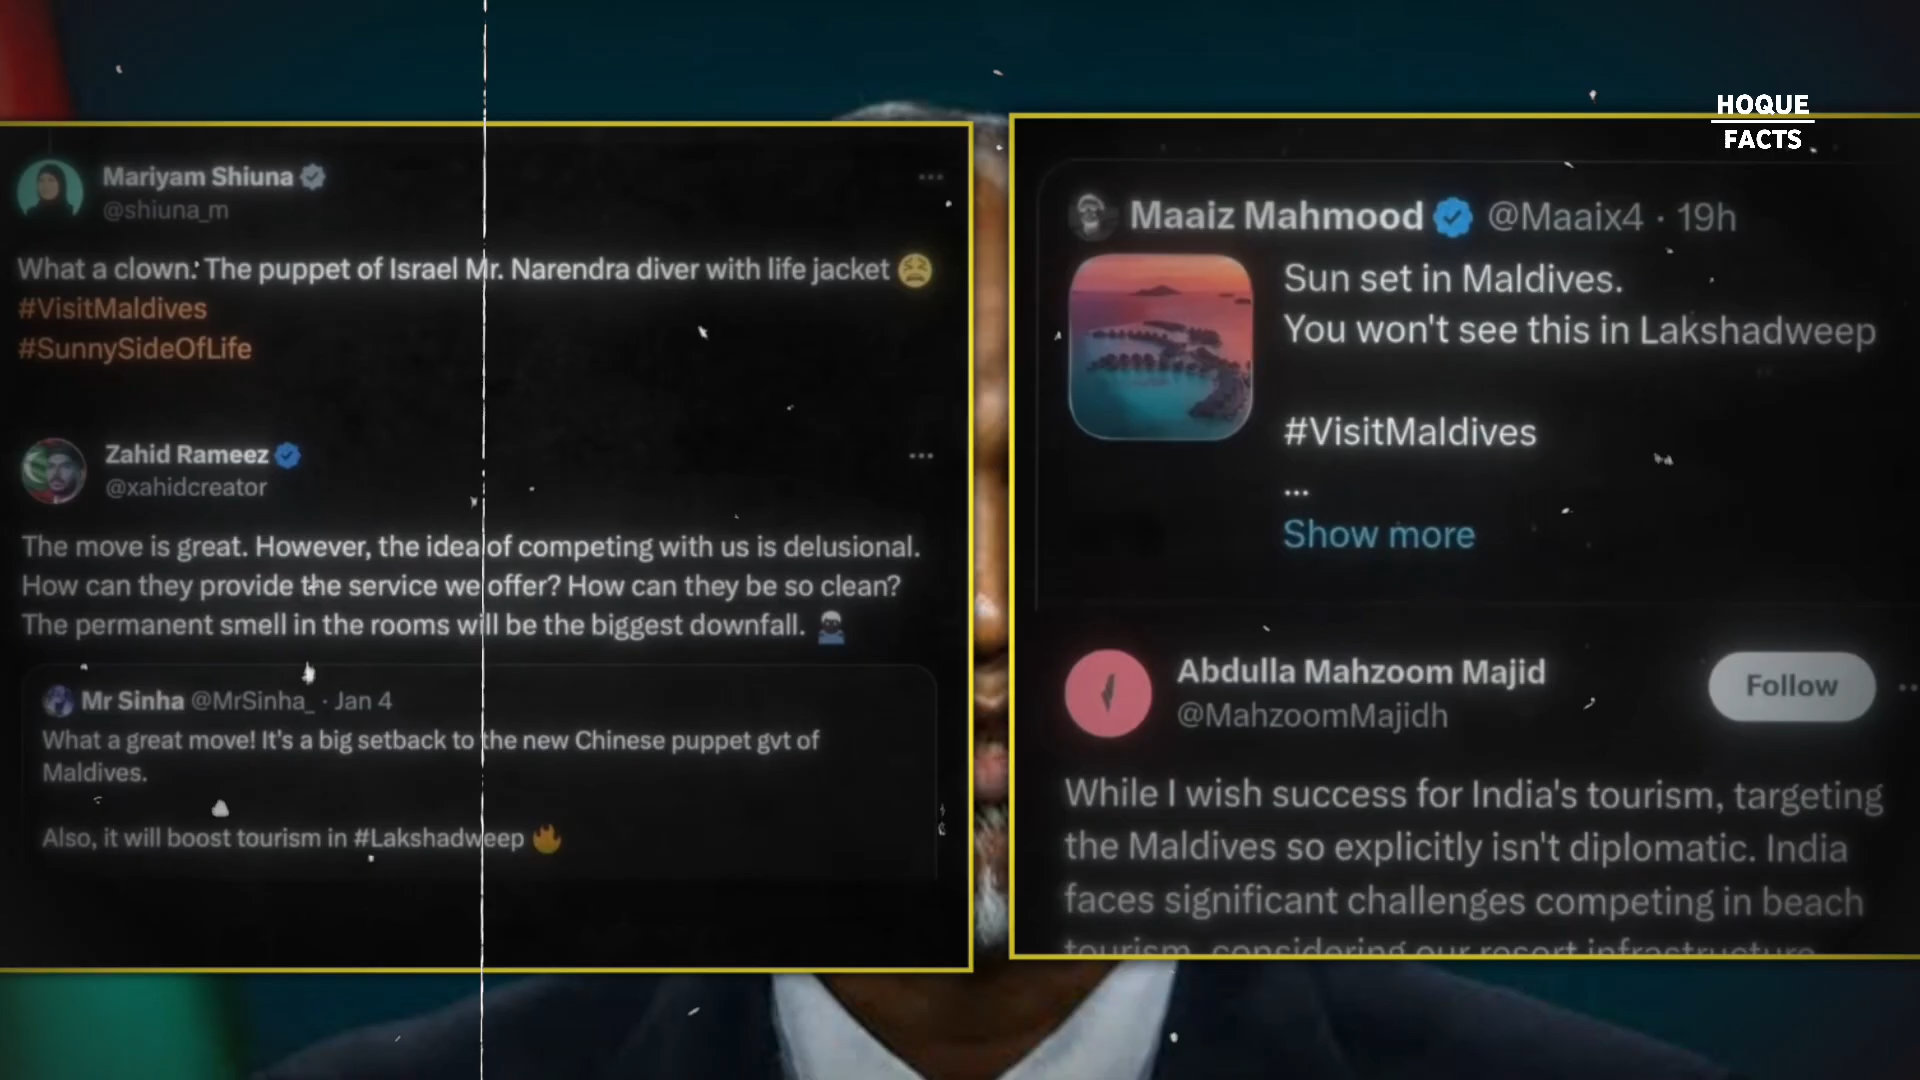 HOQUE
FACTS
Mariyam Shiuna
@shiuna_m
What a clown. The puppet of Israel Mr. Narendra diver with life jacket 😫
#VisitMaldives
#SunnySideOfLife
Zahid Rameez
@xahidcreator
The move is great. However, the idea of competing with us is delusional.
How can they provide the service we offer? How can they be so clean?
The permanent smell in the rooms will be the biggest downfall.
Mr Sinha @MrSinha_ · Jan 4
What a great move! It's a big setback to the new Chinese puppet gvt of
Maldives.
Also, it will boost tourism in #Lakshadweep 🔥
Maaiz Mahmood @Maaix4 · 19h
Sun set in Maldives.
You won't see this in Lakshadweep
#VisitMaldives
...
Show more
Abdulla Mahzoom Majid
@MahzoomMajidh
Follow
While I wish success for India's tourism, targeting
the Maldives so explicitly isn't diplomatic. India
faces significant challenges competing in beach
tourism, considering our resort infrastructure